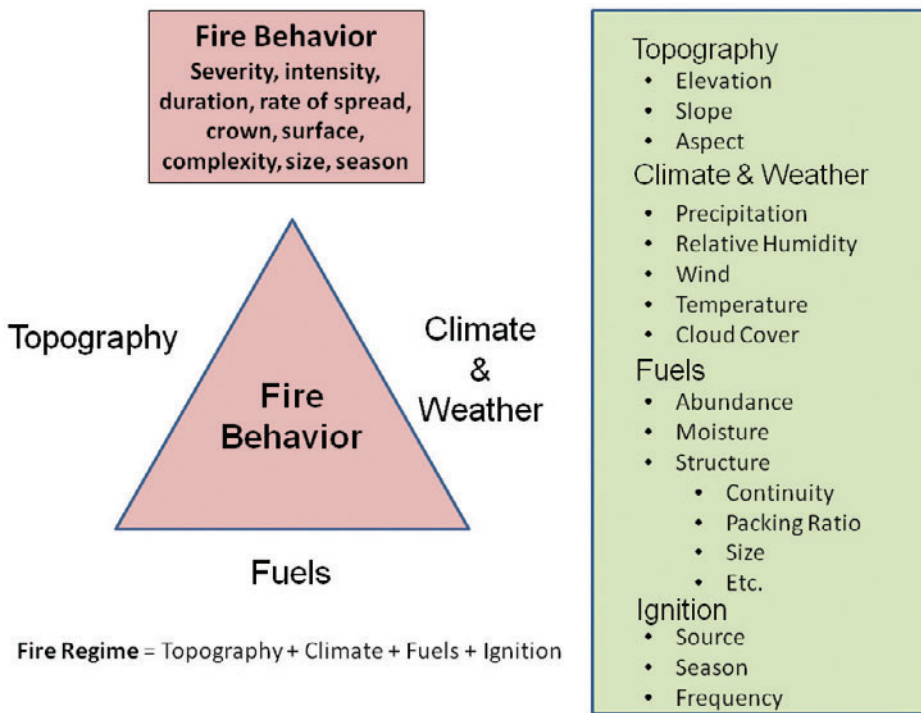 Fire Behavior
Severity, intensity,
duration, rate of spread,
crown, surface,
complexity, size, season
Topography
Climate
&
Weather
Fire
Behavior
Fuels
Fire Regime = Topography + Climate + Fuels + Ignition
Topography
• Elevation
• Slope
• Aspect
Climate & Weather
• Precipitation
• Relative Humidity
• Wind
• Temperature
• Cloud Cover
Fuels
• Abundance
• Moisture
• Structure
• Continuity
• Packing Ratio
• Size
• Etc.
Ignition
• Source
• Season
• Frequency